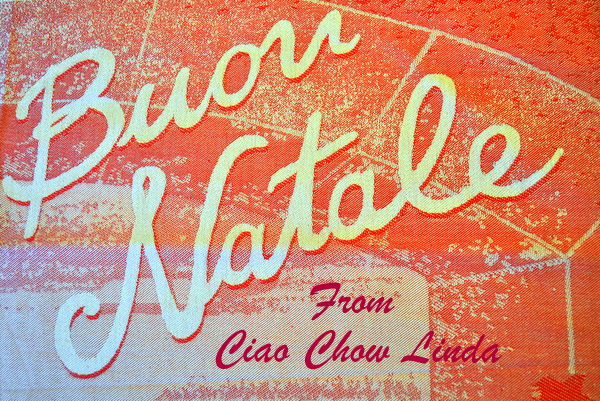 Buon
Natale
From
Ciao Chow Linda